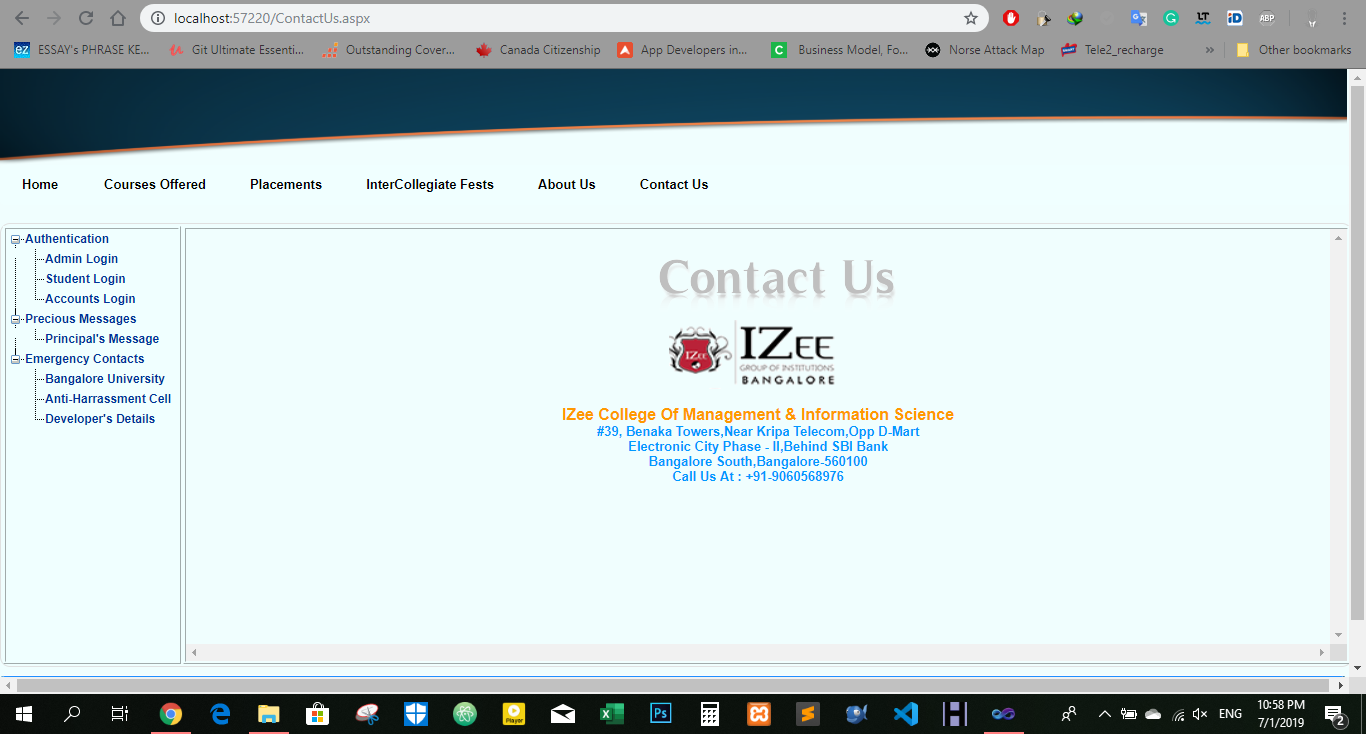 localhost:57220/ContactUs.aspx
ABP
ez ESSAY's PHRASE KE... Git Ultimate Essenti... Outstanding Cover... Canada Citizenship App Developers in... C Business Model, Fo... Norse Attack Map Tele2_recharge » Other bookmarks
Home Courses Offered Placements InterCollegiate Fests About Us Contact Us
Authentication
Admin Login
Student Login
Accounts Login
Precious Messages
Principal's Message
Emergency Contacts
Bangalore University
Anti-Harrassment Cell
Developer's Details
Contact Us
IZee
IZEE
GROUP OF INSTITUTIONS
BANGALORE
IZee College Of Management & Information Science
#39, Benaka Towers,Near Kripa Telecom,Opp D-Mart
Electronic City Phase - II,Behind SBI Bank
Bangalore South,Bangalore-560100
Call Us At : +91-9060568976
Player
Ps
ENG
10:58 PM
7/1/2019
2